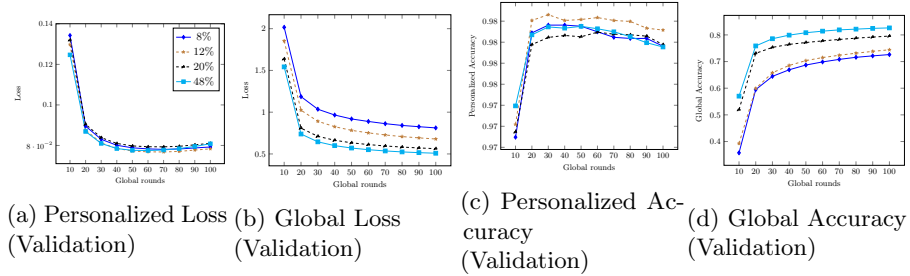 0.14
0.12
0.1
8 · 10⁻²
Loss
10 20 30 40 50 60 70 80 90 100
Global rounds
8%
12%
20%
48%
(a) Personalized Loss
(Validation)
2
1.5
1
0.5
Loss
10 20 30 40 50 60 70 80 90 100
Global rounds
(b) Global Loss
(Validation)
0.98
0.98
0.98
0.97
0.97
0.97
Personalized Accuracy
10 20 30 40 50 60 70 80 90 100
Global rounds
(c) Personalized Ac-
curacy
(Validation)
0.8
0.6
0.4
Global Accuracy
10 20 30 40 50 60 70 80 90 100
Global rounds
(d) Global Accuracy
(Validation)